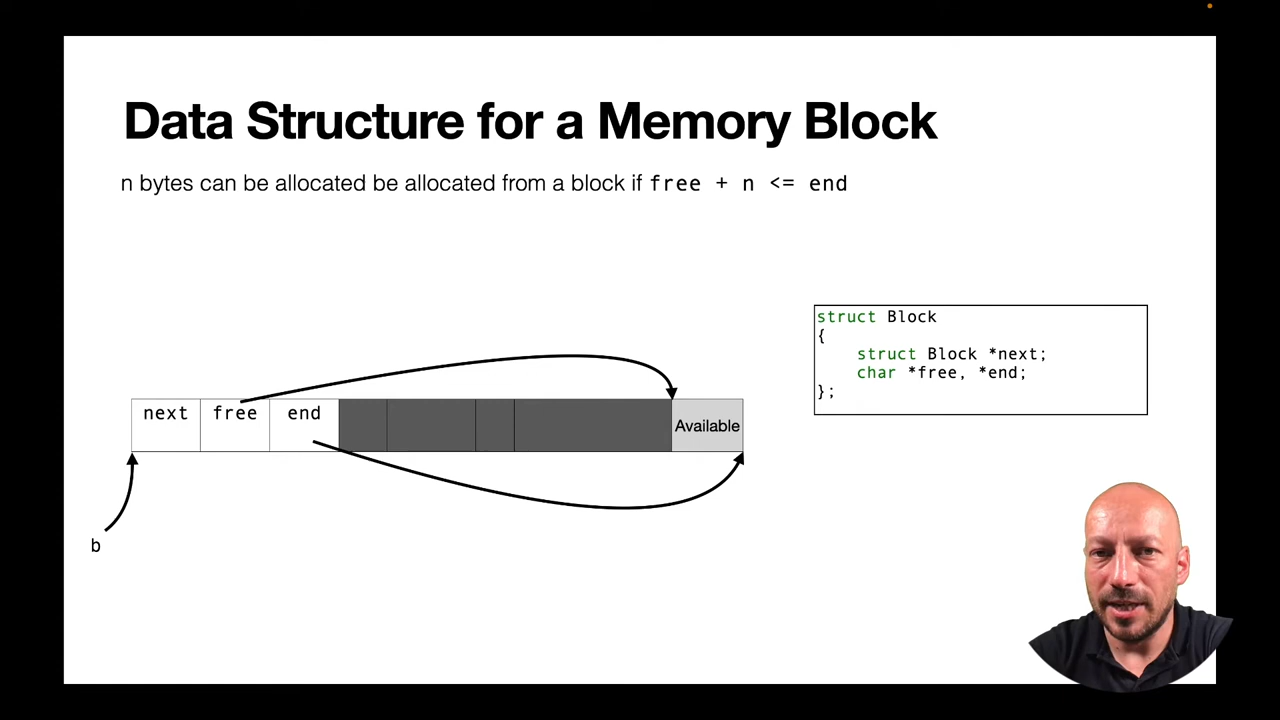 Data Structure for a Memory Block
n bytes can be allocated be allocated from a block if free + n <= end
struct Block
{
struct Block *next;
char *free, *end;
};
next free end
Available
b